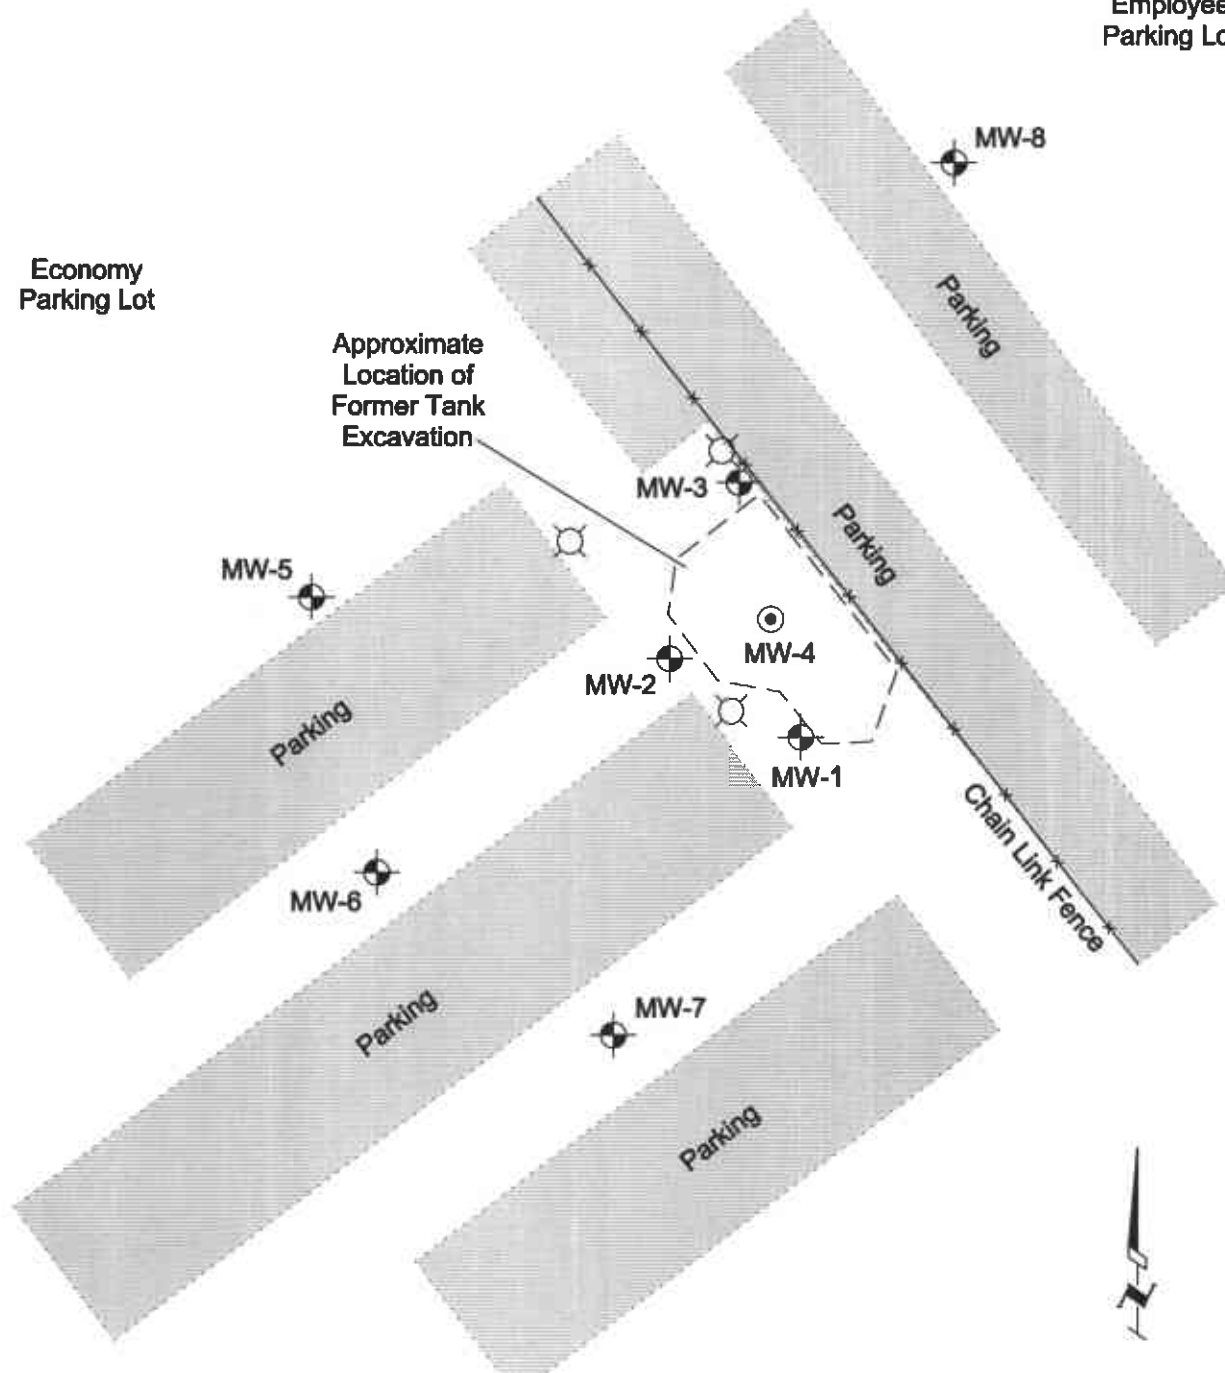 Employee
Parking Lo
MW-8
Economy
Parking Lot
Parking
Approximate
Location of
Former Tank
Excavation
MW-3
Parking
MW-5
MW-4
MW-2
Parking
MW-1
Chain Link Fence
MW-6
MW-7
Parking
Parking
N